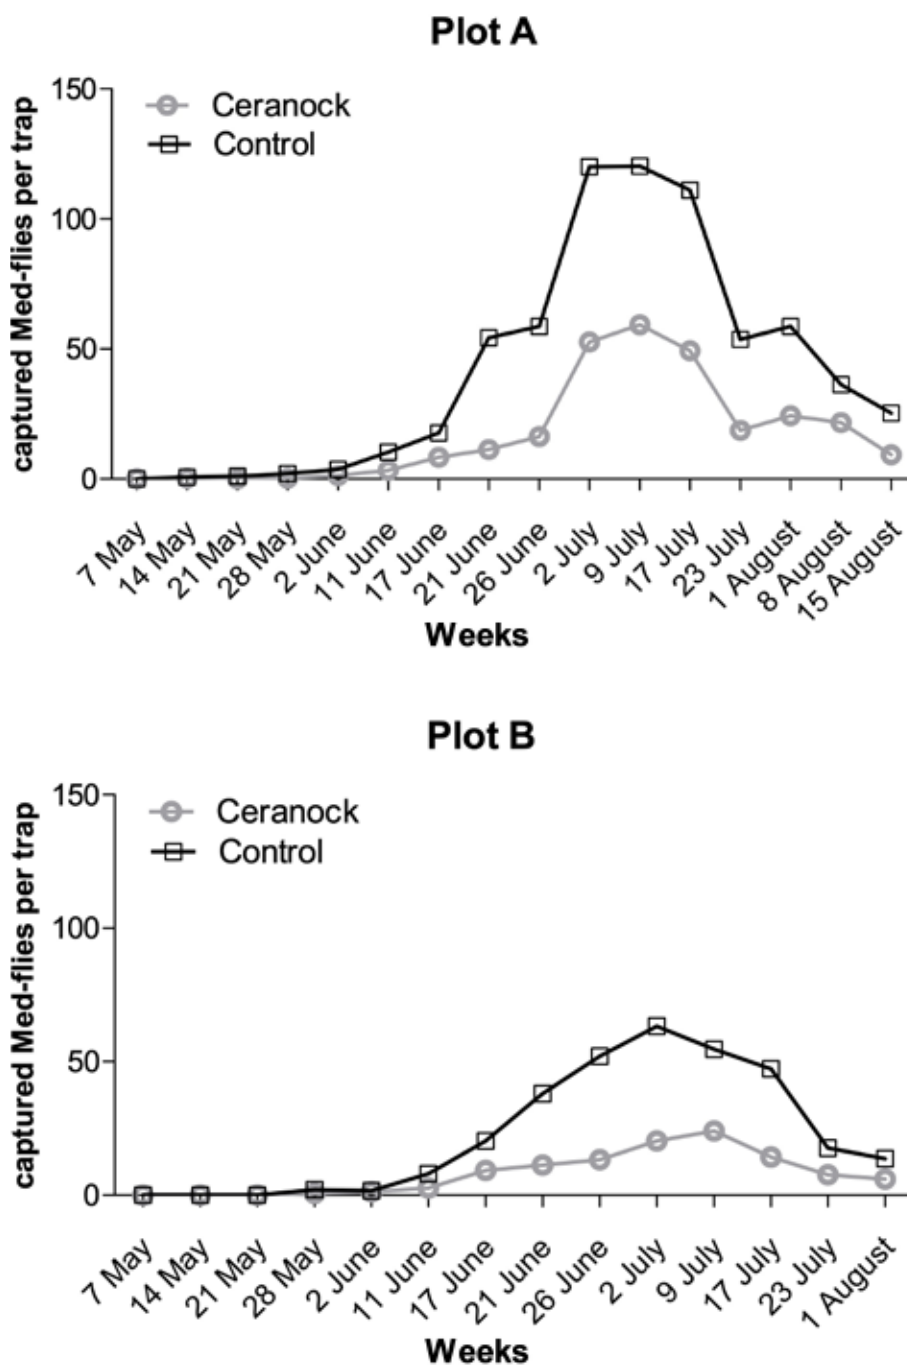 Plot A
captured Med-flies per trap
150
100
50
0
Ceranock
Control
7 May
14 May
21 May
28 May
2 June
11 June
17 June
21 June
26 June
2 July
9 July
17 July
23 July
1 August
8 August
15 August
Weeks
Plot B
captured Med-flies per trap
150
100
50
0
Ceranock
Control
7 May
14 May
21 May
28 May
2 June
11 June
17 June
21 June
26 June
2 July
9 July
17 July
23 July
1 August
Weeks